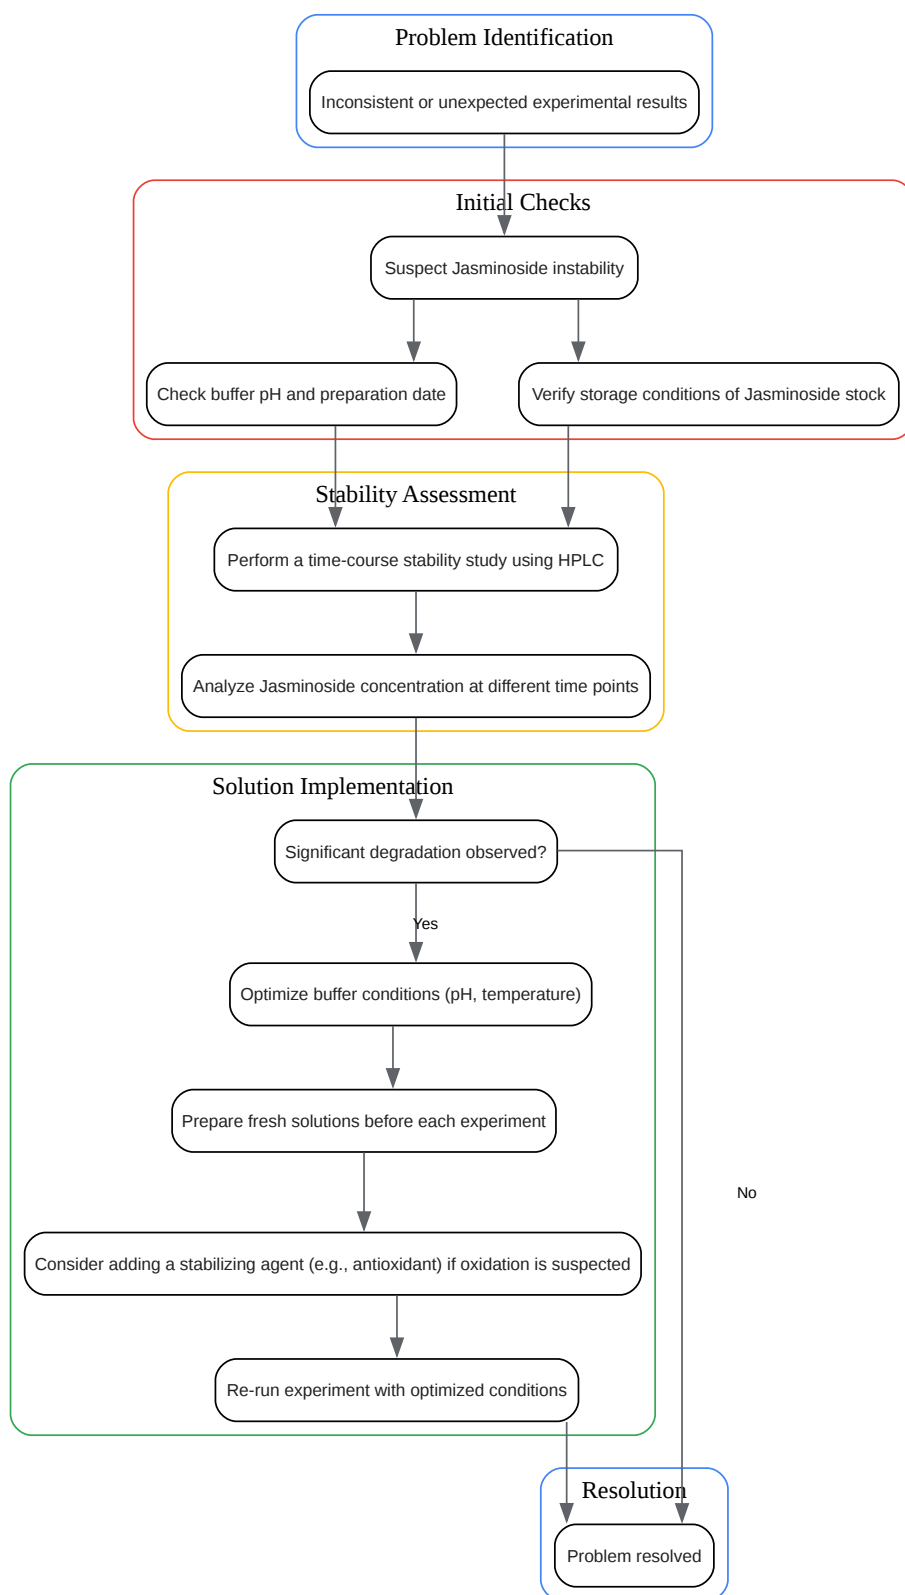 Problem Identification
Inconsistent or unexpected experimental results
Initial Checks
Suspect Jasminoside instability
Check buffer pH and preparation date
Verify storage conditions of Jasminoside stock
Stability Assessment
Perform a time-course stability study using HPLC
Analyze Jasminoside concentration at different time points
Solution Implementation
Significant degradation observed?
Yes
Optimize buffer conditions (pH, temperature)
Prepare fresh solutions before each experiment
No
Consider adding a stabilizing agent (e.g., antioxidant) if oxidation is suspected
Re-run experiment with optimized conditions
Resolution
Problem resolved